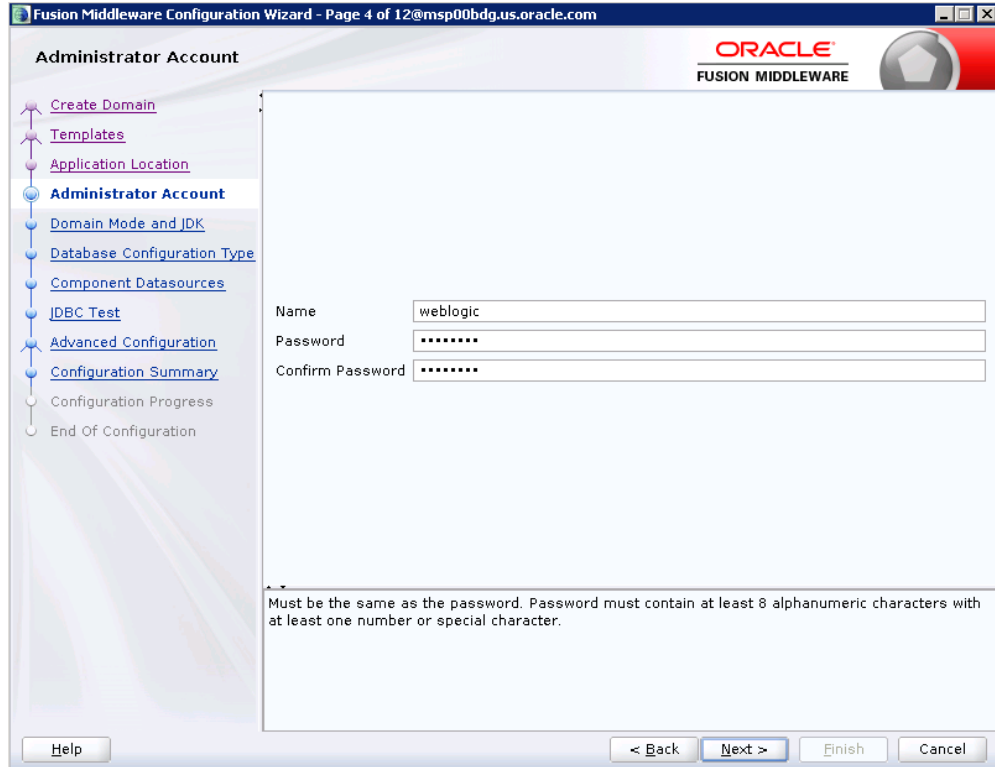 Fusion Middleware Configuration Wizard - Page 4 of 12@msp00bdg.us.oracle.com
Administrator Account
ORACLE
FUSION MIDDLEWARE
Create Domain
Templates
Application Location
Administrator Account
Domain Mode and JDK
Database Configuration Type
Component Datasources
JDBC Test
Advanced Configuration
Configuration Summary
Configuration Progress
End Of Configuration
Name weblogic
Password ••••••••
Confirm Password ••••••••
Must be the same as the password. Password must contain at least 8 alphanumeric characters with
at least one number or special character.
Help < Back Next > Finish Cancel